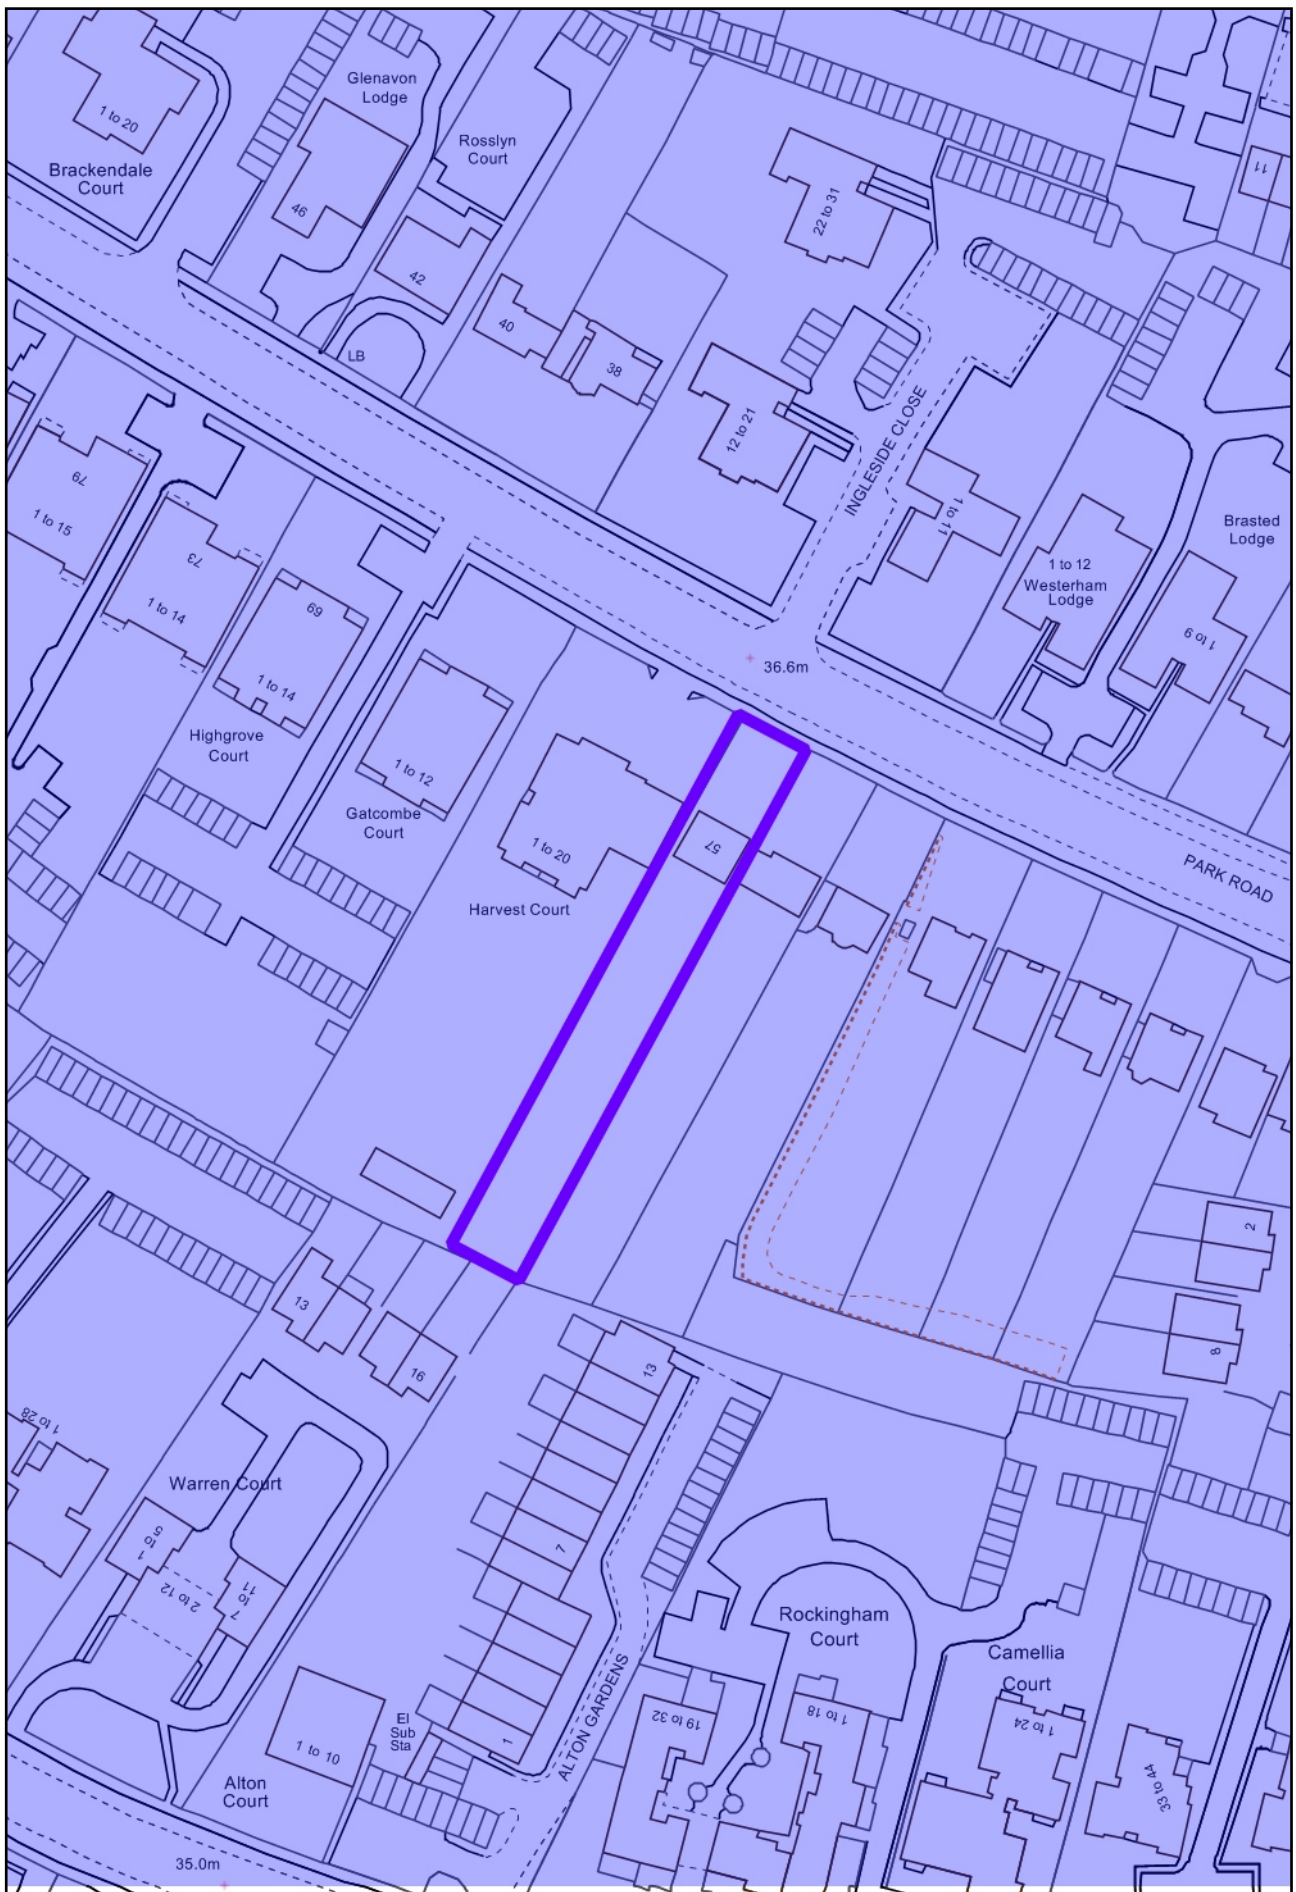 Glenavon
Lodge
1 to 20
Rosslyn
Court
Brackendale
Court
11
46
22 to 31
42
40
LB
38
INGLESIDE CLOSE
12 to 21
79
1 to 15
1 to 11
Brasted
Lodge
73
1 to 12
Westerham
Lodge
69
1 to 14
1 to 9
36.6m
1 to 14
Highgrove
Court
1 to 12
Gatcombe
Court
57
1 to 20
PARK ROAD
Harvest Court
2
13
8
16
13
1 to 28
Warren Court
1 to 5
7
2 to 12
7 to 11
Rockingham
Court
Camellia
Court
ALTON GARDENS
El
Sub
Sta
19 to 32
1 to 18
1 to 24
1
1 to 10
33 to 44
Alton
Court
35.0m